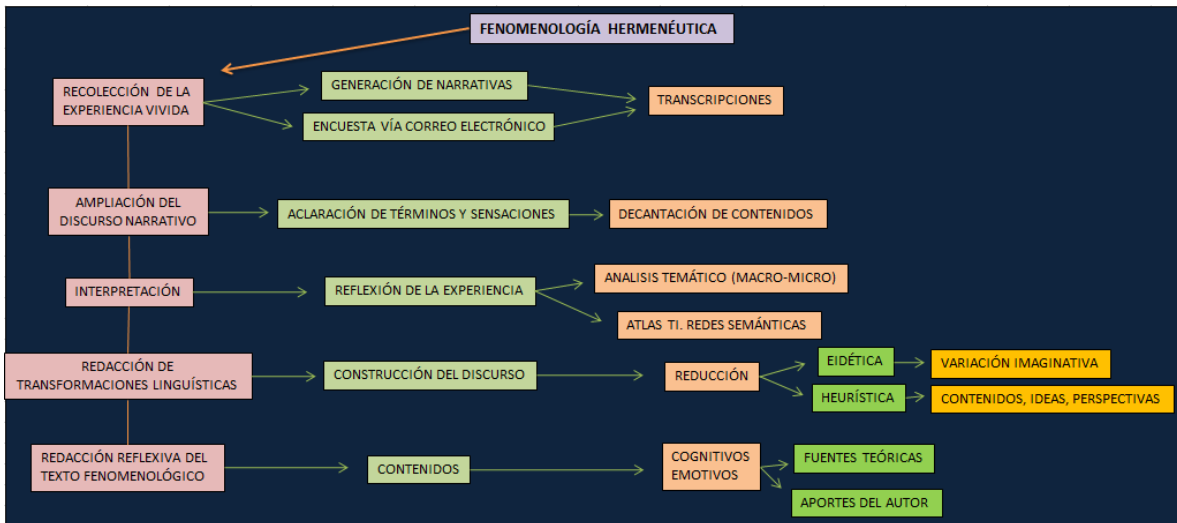 FENOMENOLOGÍA HERMENÉUTICA
RECOLECCIÓN DE LA
EXPERIENCIA VIVIDA
GENERACIÓN DE NARRATIVAS
ENCUESTA VÍA CORREO ELECTRÓNICO
TRANSCRIPCIONES
AMPLIACIÓN DEL
DISCURSO NARRATIVO
ACLARACIÓN DE TÉRMINOS Y SENSACIONES
DECANTACIÓN DE CONTENIDOS
INTERPRETACIÓN
REFLEXIÓN DE LA EXPERIENCIA
ANALISIS TEMÁTICO (MACRO-MICRO)
ATLAS TI. REDES SEMÁNTICAS
REDACCIÓN DE
TRANSFORMACIONES LINGUÍSTICAS
CONSTRUCCIÓN DEL DISCURSO
REDUCCIÓN
EIDÉTICA
VARIACIÓN IMAGINATIVA
HEURÍSTICA
CONTENIDOS, IDEAS, PERSPECTIVAS
REDACCIÓN REFLEXIVA DEL
TEXTO FENOMENOLÓGICO
CONTENIDOS
COGNITIVOS
EMOTIVOS
FUENTES TEÓRICAS
APORTES DEL AUTOR